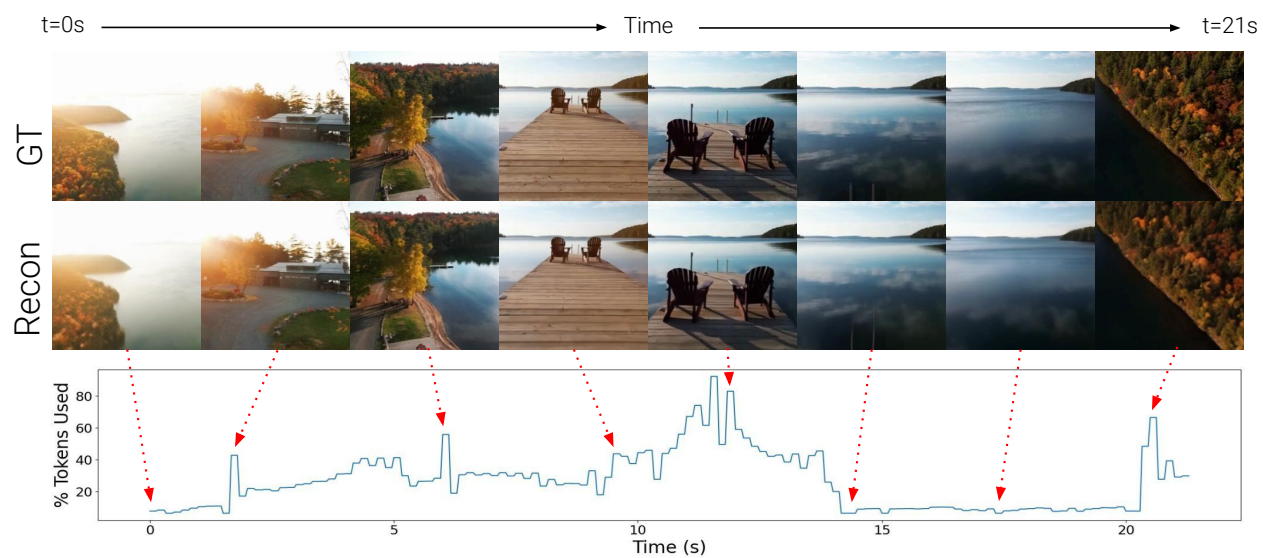 t=0s Time t=21s
GT
Recon
% Tokens Used
80
60
40
20
0 5 10 15 20
Time (s)